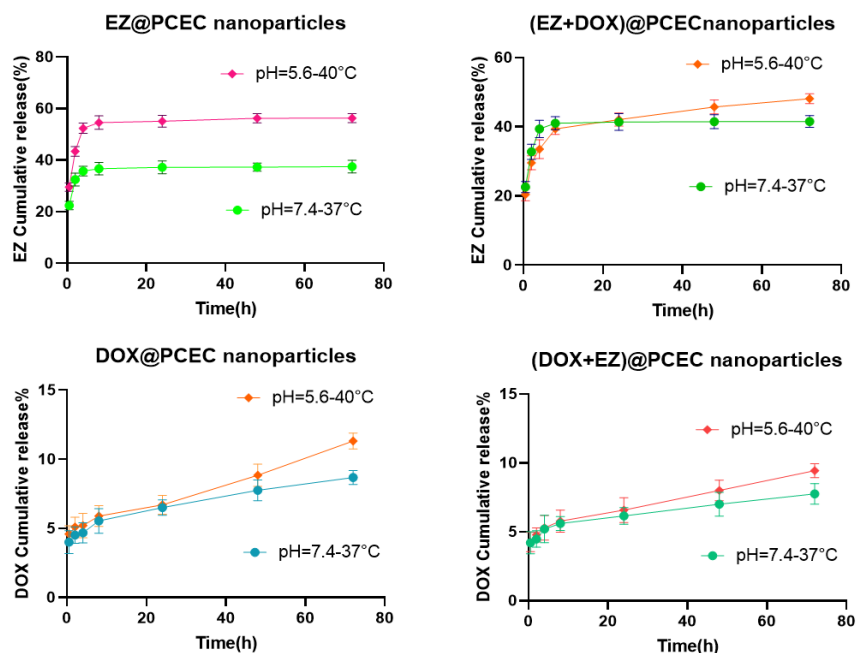 EZ@PCEC nanoparticles
EZ Cumulative release(%)
80
60
40
20
0
pH=5.6-40°C
pH=7.4-37°C
0 20 40 60 80
Time(h)
(EZ+DOX)@PCECnanoparticles
EZ Cumulative release(%)
60
40
20
0
pH=5.6-40°C
pH=7.4-37°C
0 20 40 60 80
Time(h)
DOX@PCEC nanoparticles
DOX Cumulative release%
15
10
5
0
pH=5.6-40°C
pH=7.4-37°C
0 20 40 60 80
Time(h)
(DOX+EZ)@PCEC nanoparticles
DOX Cumulative release%
15
10
5
0
pH=5.6-40°C
pH=7.4-37°C
0 20 40 60 80
Time(h)